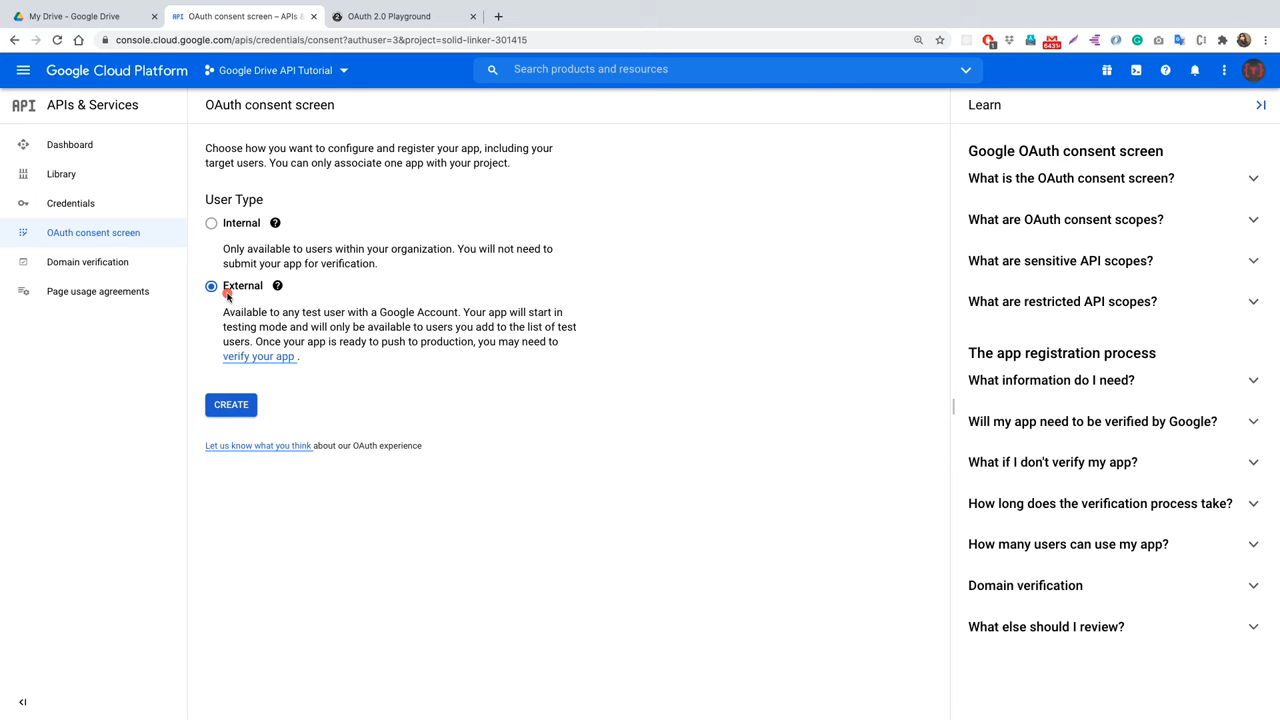 My Drive - Google Drive
API OAuth consent screen – APIs &
OAuth 2.0 Playground
console.cloud.google.com/apis/credentials/consent?authuser=3&project=solid-linker-301415
Google Cloud Platform
Google Drive API Tutorial
Search products and resources
API APIs & Services
OAuth consent screen
Learn
Dashboard
Library
Credentials
OAuth consent screen
Domain verification
Page usage agreements
Choose how you want to configure and register your app, including your
target users. You can only associate one app with your project.
User Type
Internal
Only available to users within your organization. You will not need to
submit your app for verification.
External
Available to any test user with a Google Account. Your app will start in
testing mode and will only be available to users you add to the list of test
users. Once your app is ready to push to production, you may need to
verify your app .
CREATE
Let us know what you think about our OAuth experience
Google OAuth consent screen
What is the OAuth consent screen?
What are OAuth consent scopes?
What are sensitive API scopes?
What are restricted API scopes?
The app registration process
What information do I need?
Will my app need to be verified by Google?
What if I don't verify my app?
How long does the verification process take?
How many users can use my app?
Domain verification
What else should I review?